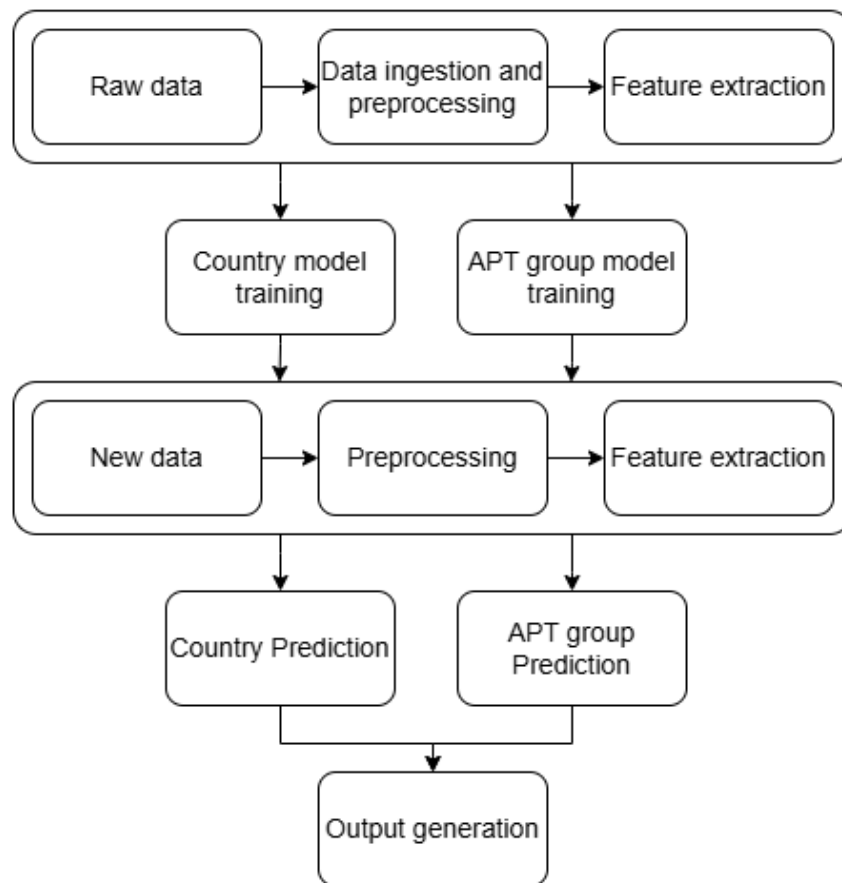 Raw data
Data ingestion and
preprocessing
Feature extraction
Country model
training
APT group model
training
New data
Preprocessing
Feature extraction
Country Prediction
APT group
Prediction
Output generation